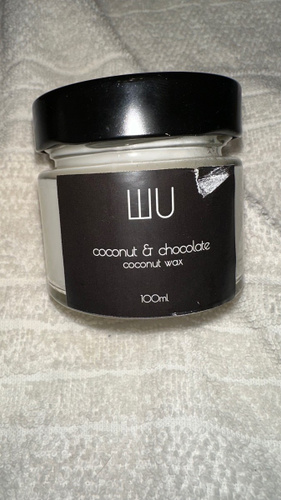 ШU
coconut & chocolate
coconut wax
100ml